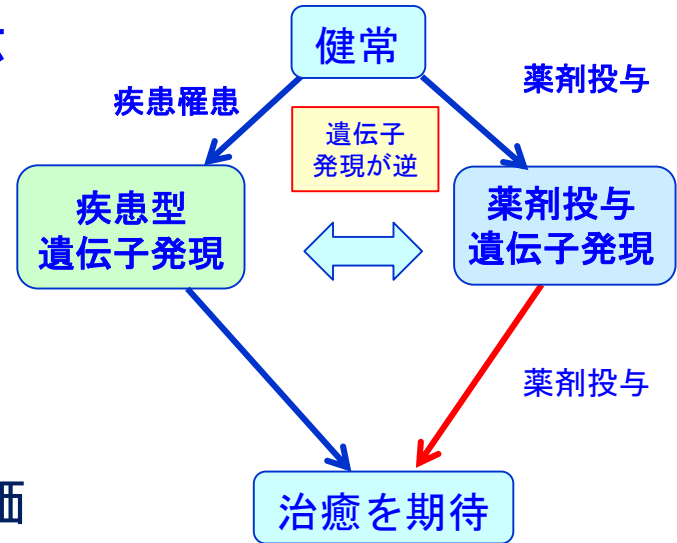 健常
疾患罹患
薬剤投与
遺伝子
発現が逆
疾患型
遺伝子発現
薬剤投与
遺伝子発現
薬剤投与
治癒を期待
価